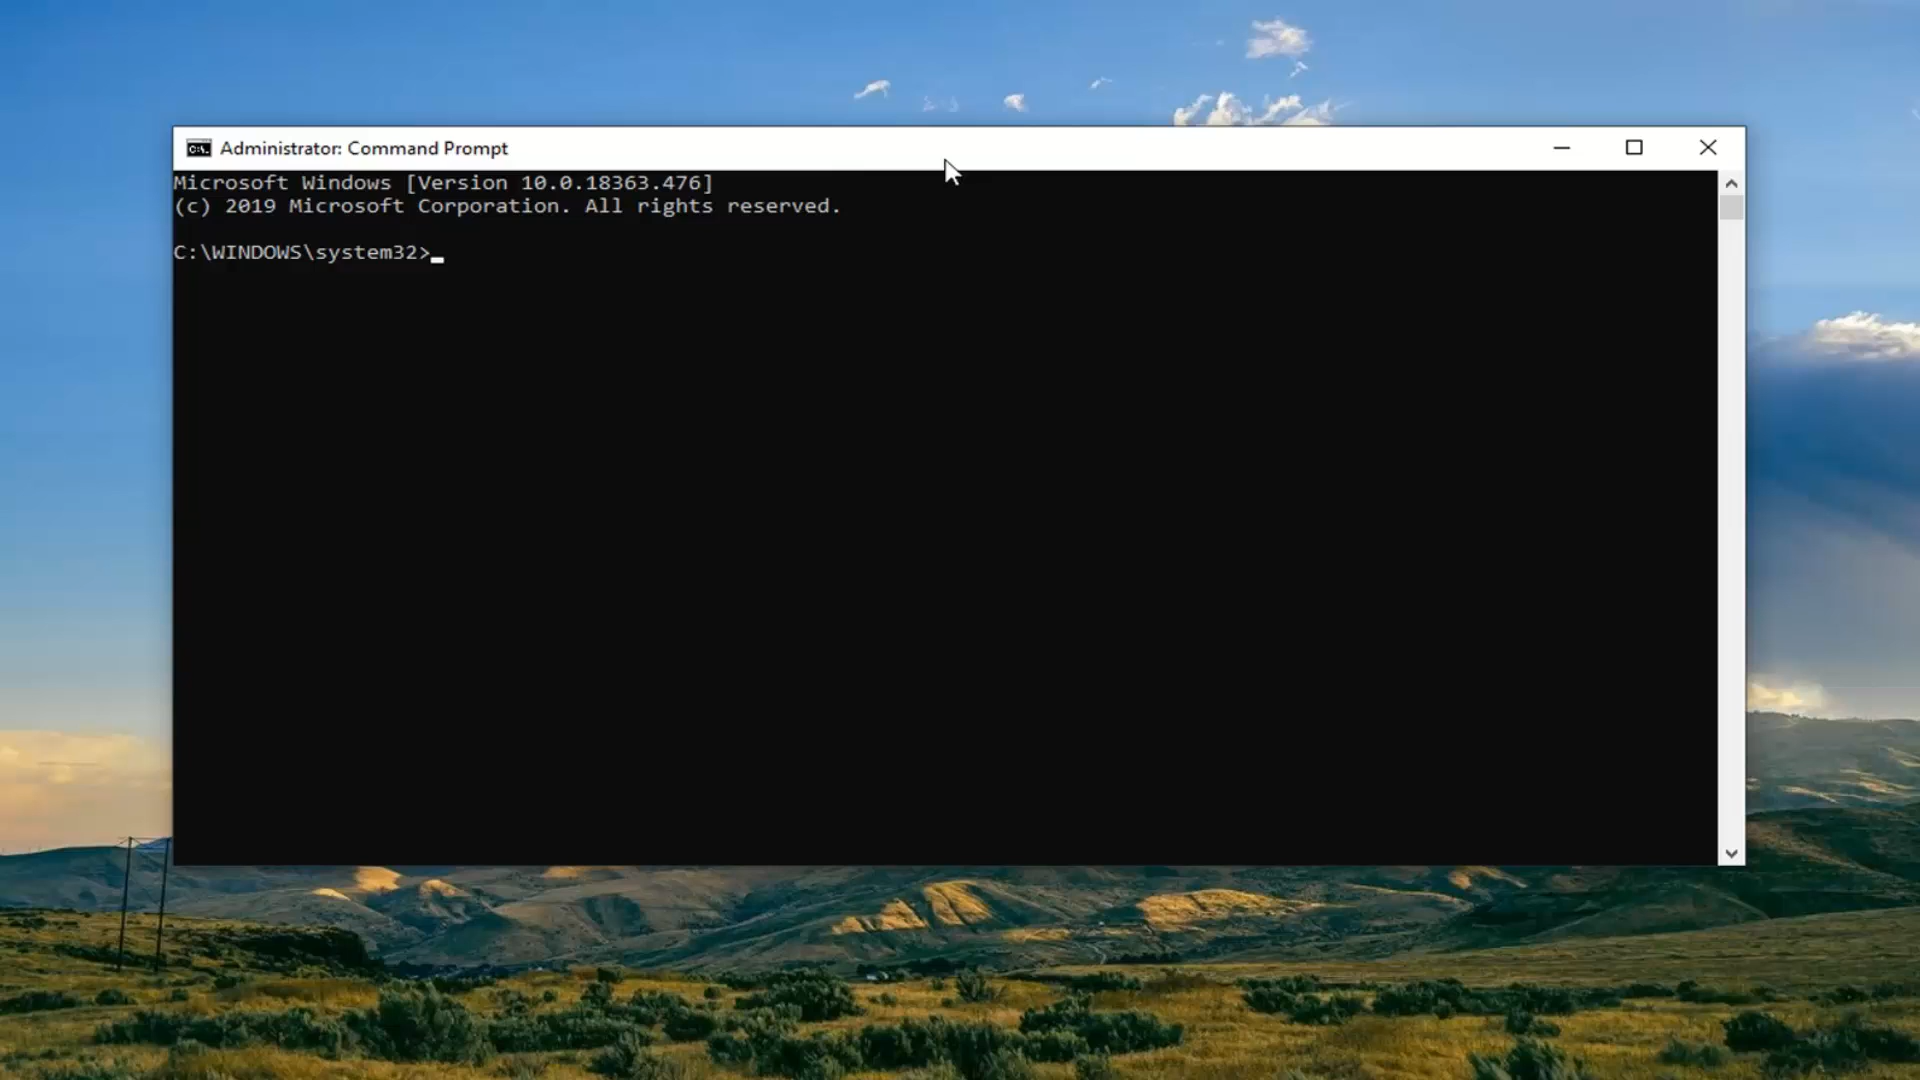 Administrator: Command Prompt
Microsoft Windows [Version 10.0.18363.476]
(c) 2019 Microsoft Corporation. All rights reserved.
C:\WINDOWS\system32>